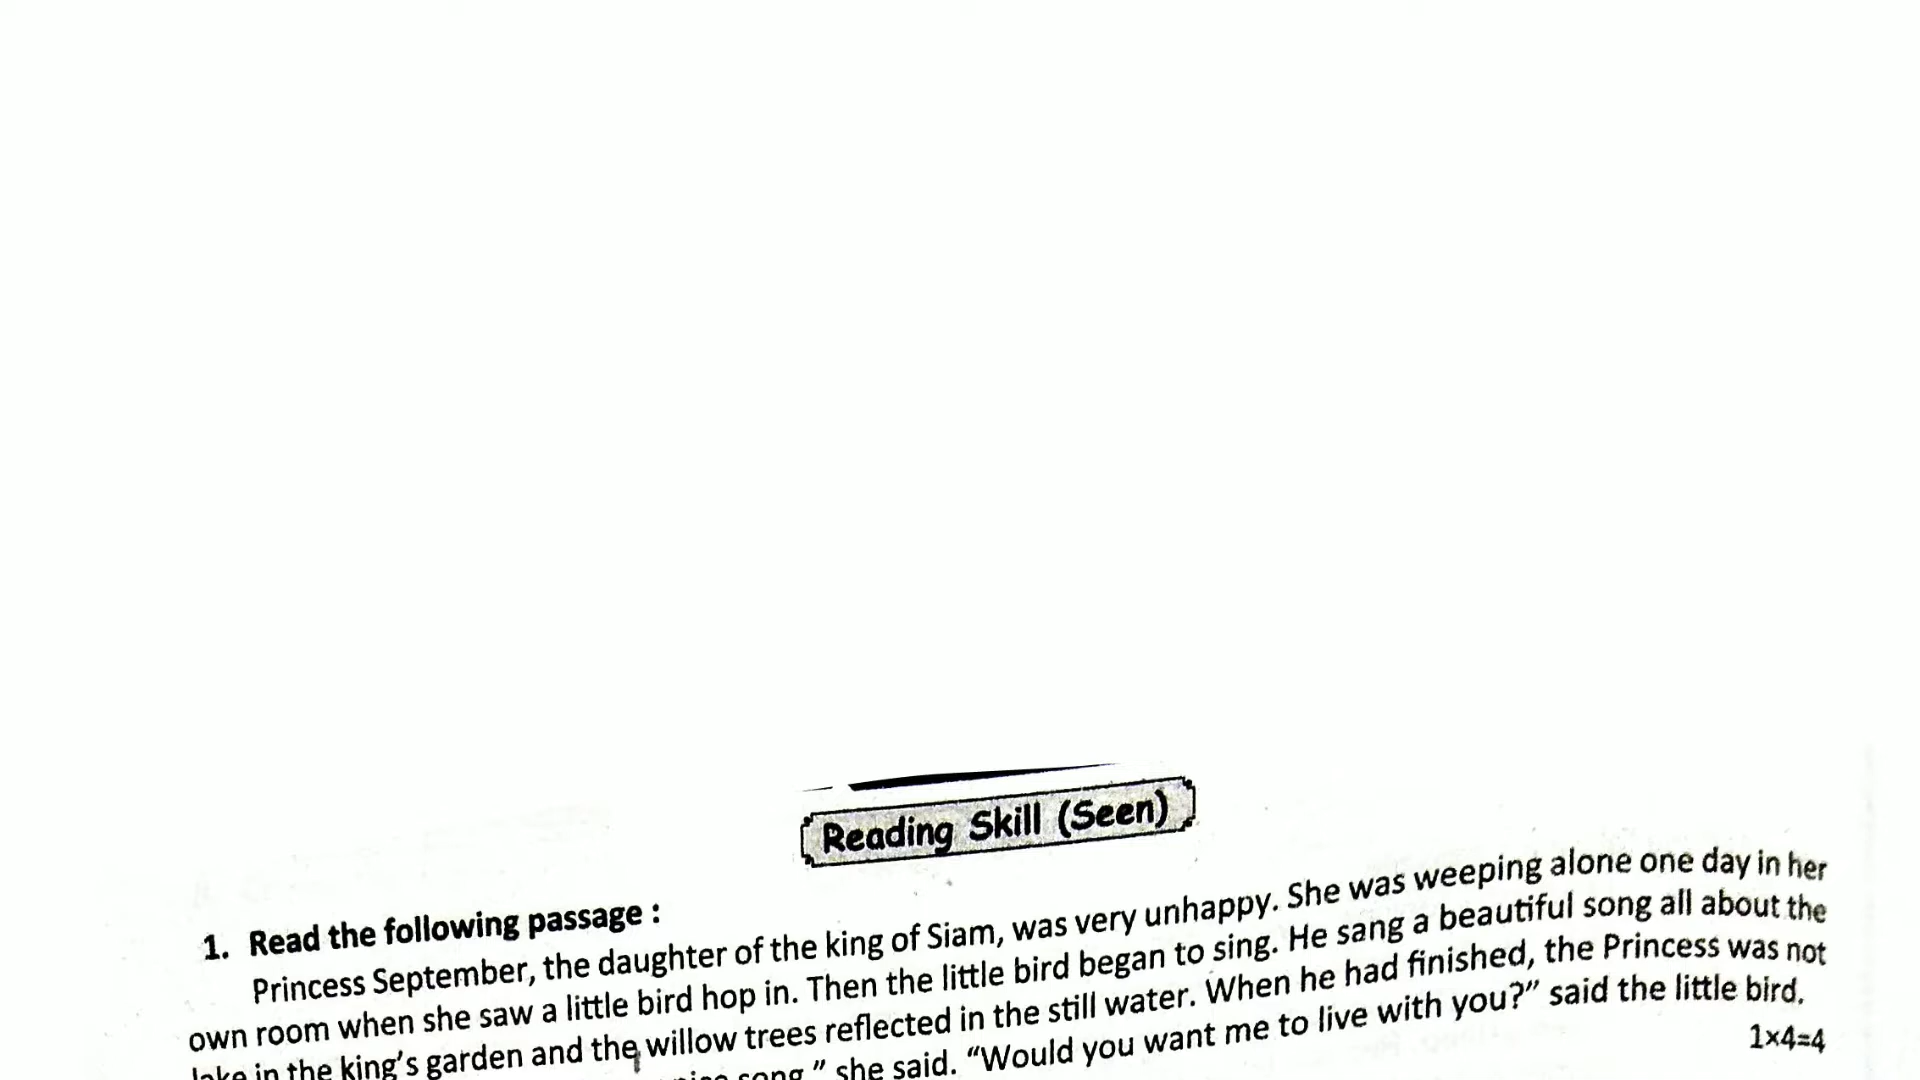 Reading Skill (Seen)
1. Read the following passage :
Princess September, the daughter of the king of Siam, was very unhappy. She was weeping alone one day in her
own room when she saw a little bird hop in. Then the little bird began to sing. He sang a beautiful song all about the
lake in the king's garden and the willow trees reflected in the still water. When he had finished, the Princess was not
song," she said. "Would you want me to live with you?" said the little bird.
1×4=4